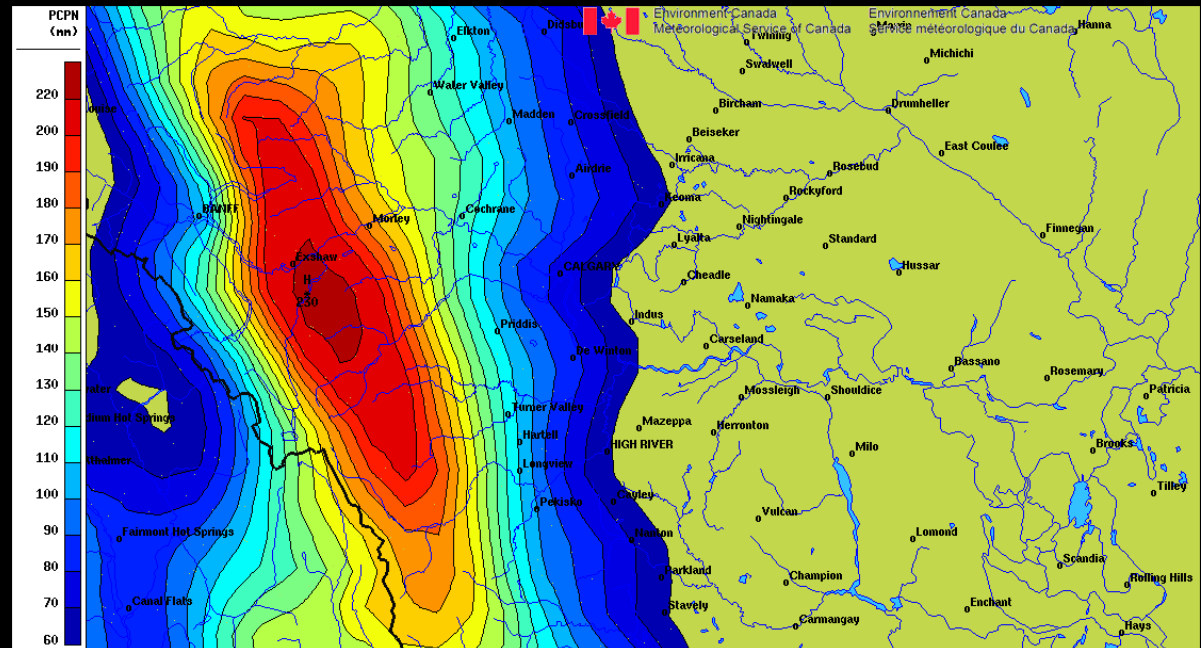 PCPN
(mm)
220
200
190
180
170
160
150
140
130
120
110
100
90
80
70
60
Environment Canada
Meteorological Service of Canada
Environnement Canada
Service météorologique du Canada
Elkton
Twining
Hanna
Michichi
Swalwell
Water Valley
Bircham
Drumheller
Madden
Crossfield
Beiseker
East Coulee
Irricana
Airdrie
Rosebud
Rockyford
Keoma
BANFF
Morley
Cochrane
Nightingale
Finnegan
Lyalta
Standard
Exshaw
CALGARY
Hussar
H
230
Cheadle
Namaka
Indus
Priddis
Carseland
De Winton
Bassano
Rosemary
Mossleigh
Shouldice
Patricia
Hot Springs
Turner Valley
Mazeppa
Herronton
Hartell
HIGH RIVER
Milo
Brooks
Longview
Tilley
Cayley
Pekisko
Vulcan
Fairmont Hot Springs
Nanton
Lomond
Scandia
Parkland
Champion
Rolling Hills
Canal Flats
Stavely
Enchant
Carmangay
Hays